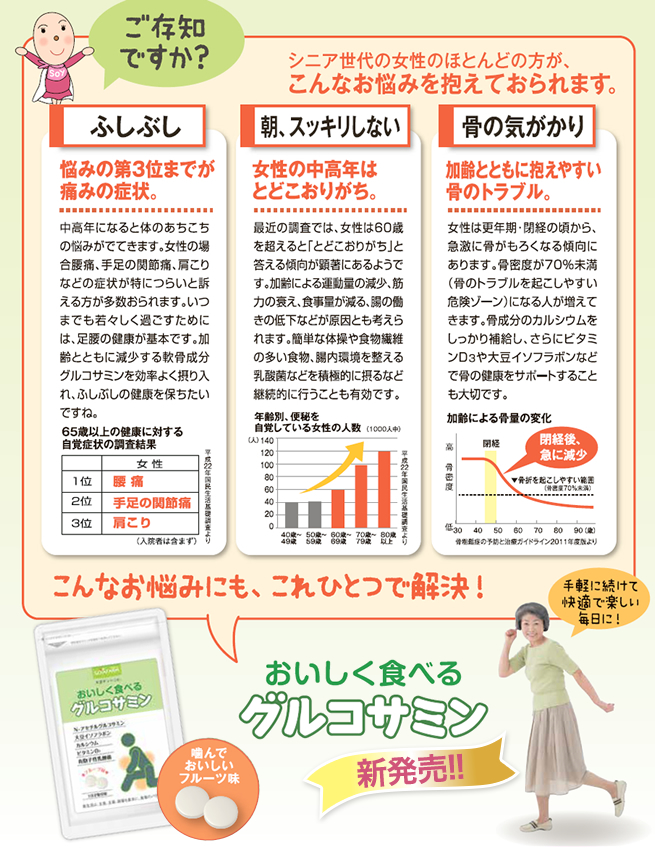 ご存知
ですか?
SOY
シニア世代の女性のほとんどの方が、
こんなお悩みを抱えておられます。
ふしぶし
悩みの第3位までが
痛みの症状。
中高年になると体のあちこち
の悩みがでてきます。女性の場
合腰痛、手足の関節痛、肩こり
などの症状が特につらいと訴
える方が多数おられます。いつ
までも若々しく過ごすために
は、足腰の健康が基本です。加
齢とともに減少する軟骨成分
グルコサミンを効率よく摂り入
れ、ふしぶしの健康を保ちたい
ですね。
65歳以上の健康に対する
自覚症状の調査結果
女性
1位 腰痛
2位 手足の関節痛
3位 肩こり
(入院者は含まず)
平成22年国民生活基礎調査より
朝、スッキリしない
女性の中高年は
とどこおりがち。
最近の調査では、女性は60歳
を超えると「とどこおりがち」と
答える傾向が顕著にあるようで
す。加齢による運動量の減少、筋
力の衰え、食事量が減る、腸の働
きの低下などが原因とも考えら
れます。簡単な体操や食物繊維
の多い食物、腸内環境を整える
乳酸菌などを積極的に摂るなど
継続的に行うことも有効です。
年齢別、便秘を
自覚している女性の人数 (1000人中)
(人)
140
120
100
80
60
40
20
0
40歳~49歳 50歳~59歳 60歳~69歳 70歳~79歳 80歳以上
平成22年国民生活基礎調査より
骨の気がかり
加齢とともに抱えやすい
骨のトラブル。
女性は更年期・閉経の頃から、
急激に骨がもろくなる傾向に
あります。骨密度が70%未満
(骨のトラブルを起こしやすい
危険ゾーン)になる人が増えて
きます。骨成分のカルシウムを
しっかり補給し、さらにビタミ
ンD3や大豆イソフラボンなど
で骨の健康をサポートすること
も大切です。
加齢による骨量の変化
高
骨密度
低
閉経
閉経後、
急に減少
▼骨折を起こしやすい範囲
(骨密度70%未満)
30 40 50 60 70 80 90 (歳)
骨粗鬆症の予防と治療ガイドライン2011年度版より
こんなお悩みにも、これひとつで解決!
手軽に続けて
快適で楽しい
毎日に!
おいしく食べる
グルコサミン
N-アセチルグルコサミン
大豆イソフラボン
カルシウム
ビタミンD3
有胞子性乳酸菌
噛んで
おいしい
フルーツ味
おいしく食べる
グルコサミン
新発売!!